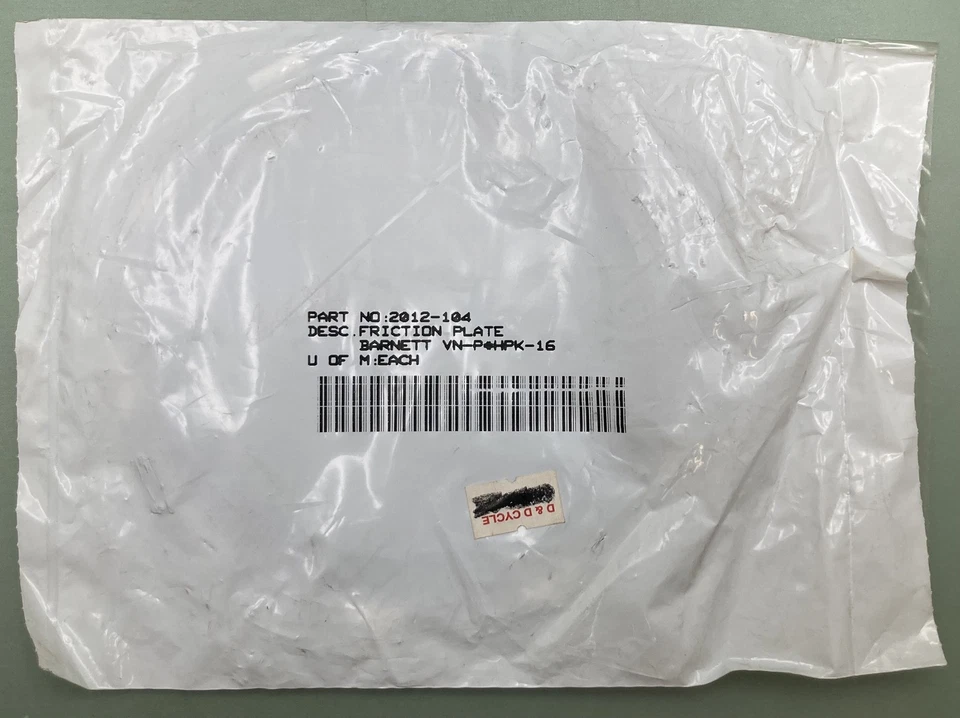 PART NO:2012-104
DESC.FRICTION PLATE
BARNETT VN-P#HPK-16
U OF M:EACH
D & D CYCLE